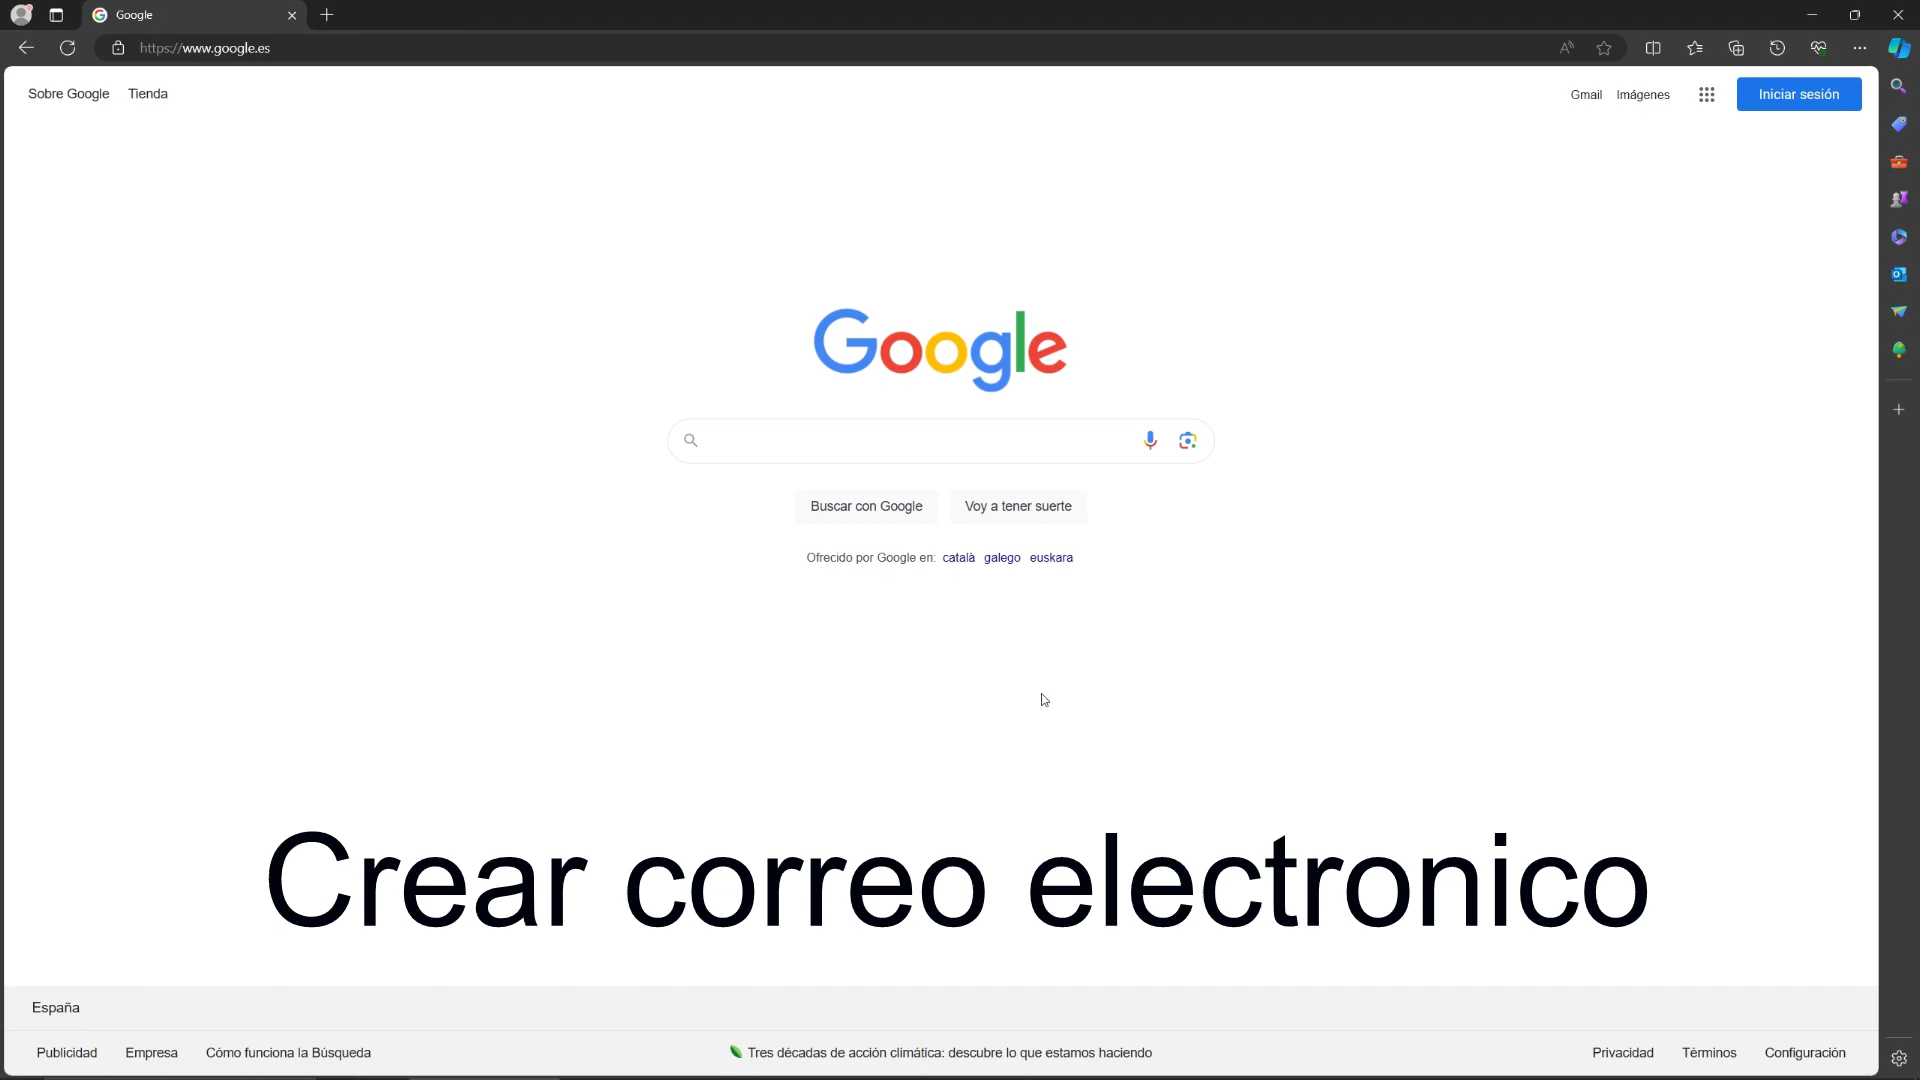 Google
https://www.google.es
Sobre Google Tienda
Gmail Imágenes Iniciar sesión
Google
Buscar con Google Voy a tener suerte
Ofrecido por Google en: català galego euskara
Crear correo electronico
España
Publicidad Empresa Cómo funciona la Búsqueda Tres décadas de acción climática: descubre lo que estamos haciendo Privacidad Términos Configuración